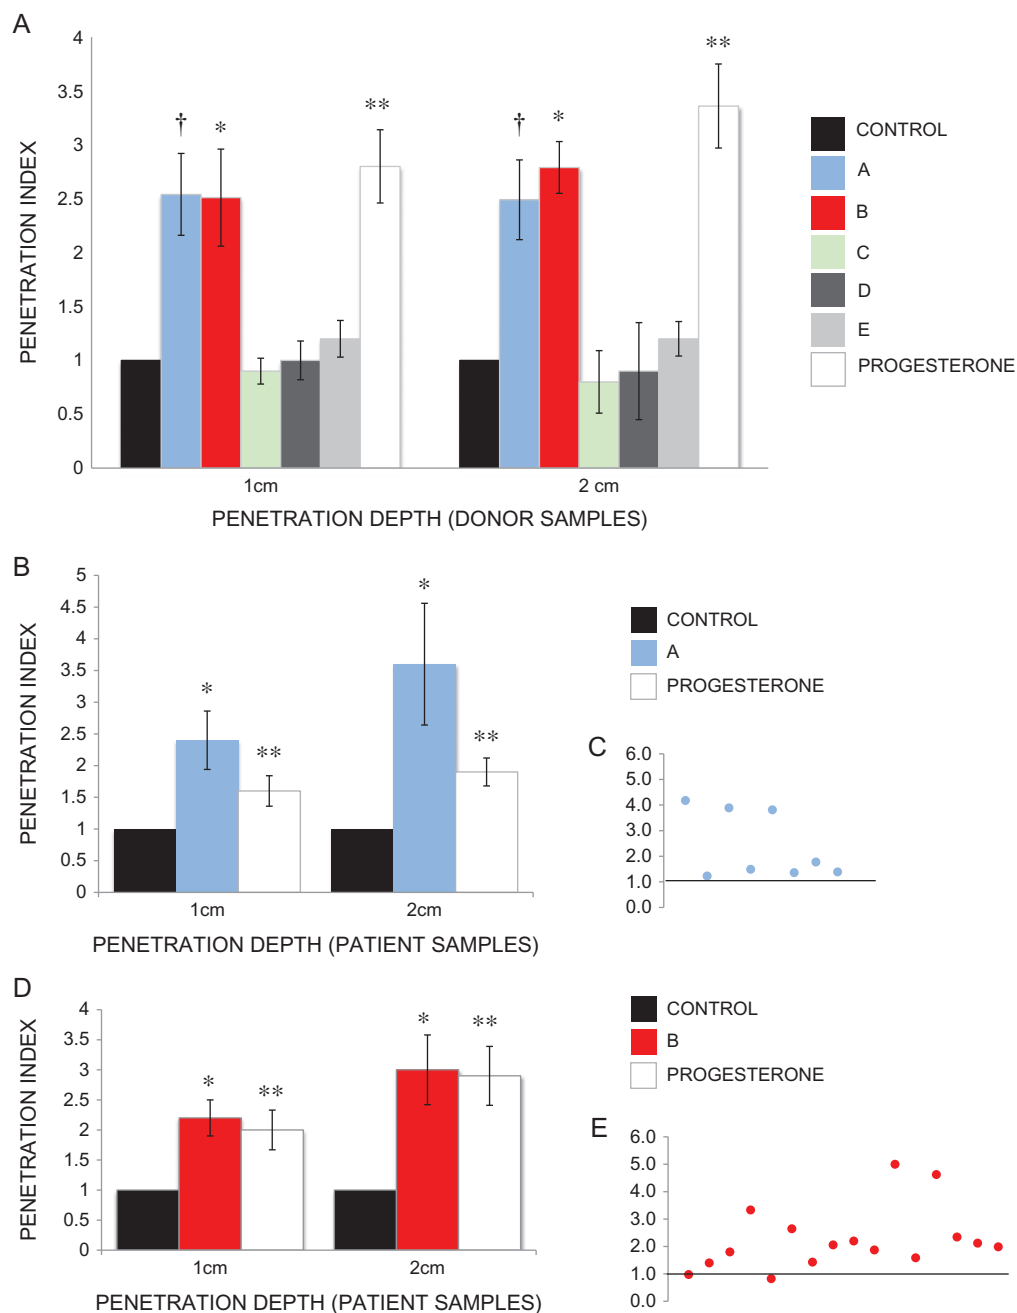 A
PENETRATION INDEX
4
3.5
3
2.5
2
1.5
1
0.5
0
†
*
**
†
*
**
1cm
2 cm
PENETRATION DEPTH (DONOR SAMPLES)
CONTROL
A
B
C
D
E
PROGESTERONE
B
PENETRATION INDEX
5
4.5
4
3.5
3
2.5
2
1.5
1
0.5
0
*
**
*
**
1cm
2cm
PENETRATION DEPTH (PATIENT SAMPLES)
CONTROL
A
PROGESTERONE
C
6.0
5.0
4.0
3.0
2.0
1.0
0.0
D
PENETRATION INDEX
4
3.5
3
2.5
2
1.5
1
0.5
0
*
**
*
**
1cm
2cm
PENETRATION DEPTH (PATIENT SAMPLES)
CONTROL
B
PROGESTERONE
E
6.0
5.0
4.0
3.0
2.0
1.0
0.0